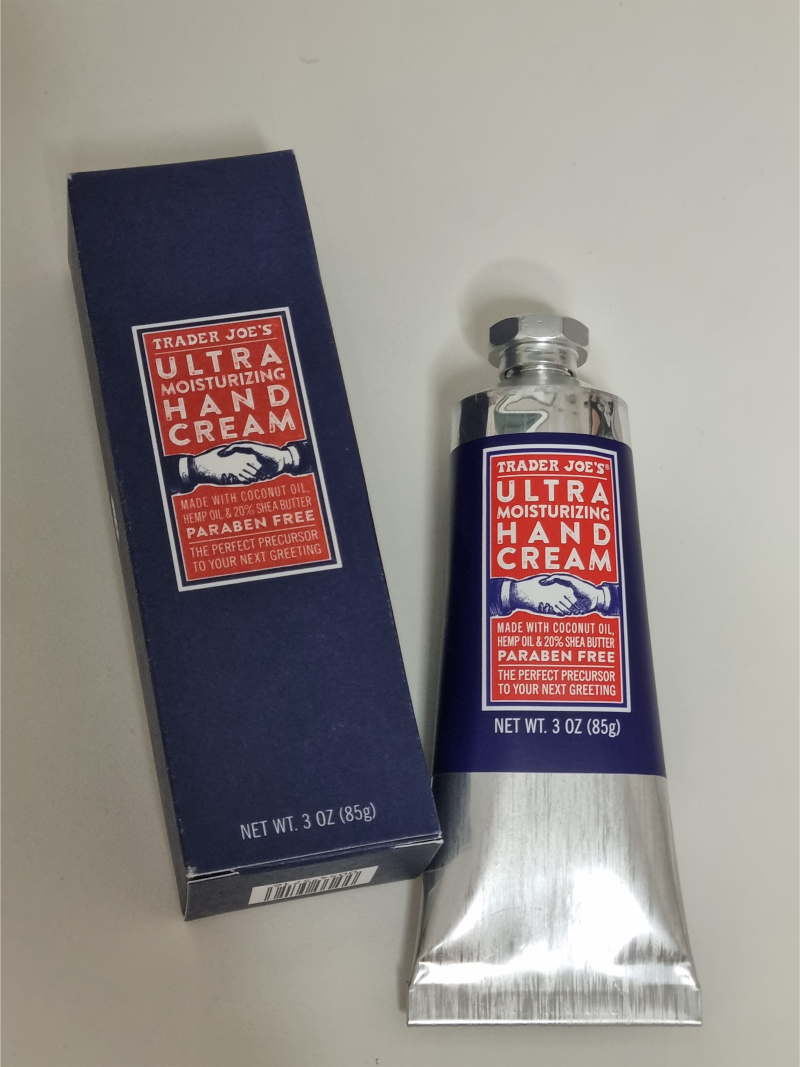 TRADER JOE'S®
ULTRA
MOISTURIZING
HAND
CREAM
MADE WITH COCONUT OIL,
HEMP OIL & 20% SHEA BUTTER
PARABEN FREE
THE PERFECT PRECURSOR
TO YOUR NEXT GREETING
NET WT. 3 OZ (85g)
TRADER JOE'S®
ULTRA
MOISTURIZING
HAND
CREAM
MADE WITH COCONUT OIL,
HEMP OIL & 20% SHEA BUTTER
PARABEN FREE
THE PERFECT PRECURSOR
TO YOUR NEXT GREETING
NET WT. 3 OZ (85g)